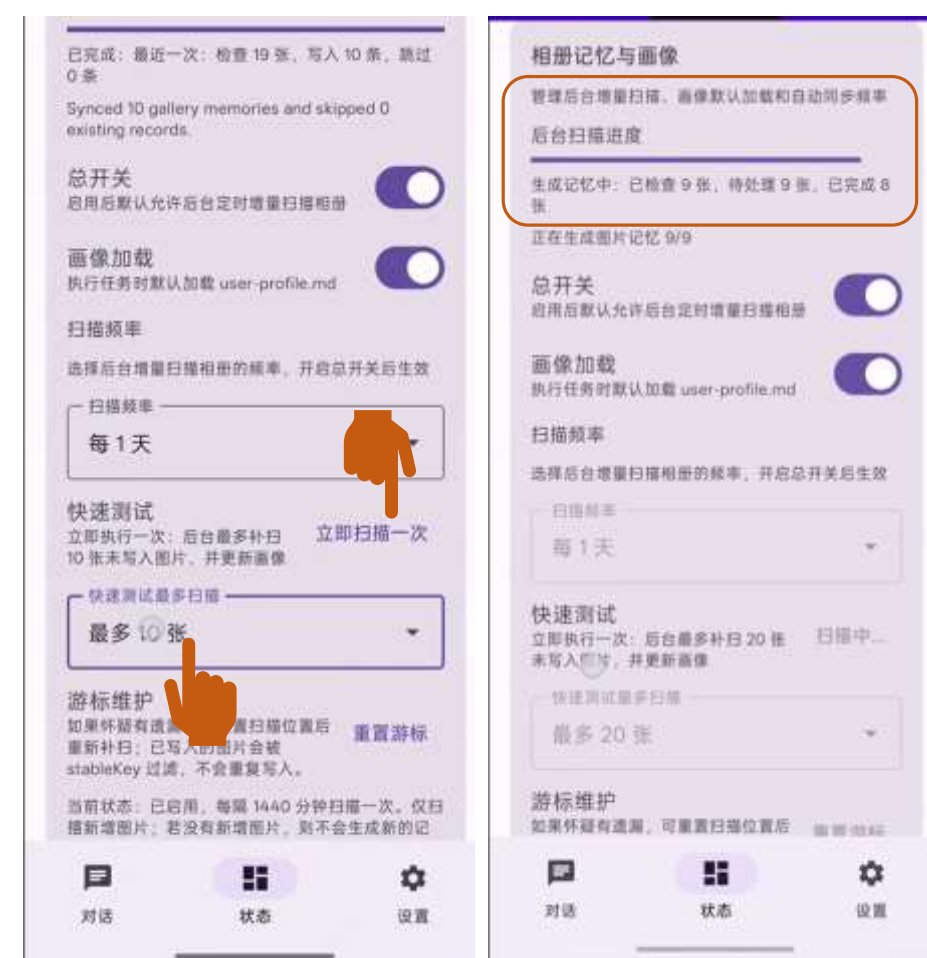 已完成：最近一次：检查 19 张，写入 10 条，跳过
0 条
Synced 10 gallery memories and skipped 0
existing records.
总开关
启用后默认允许后台定时增量扫描相册
画像加载
执行任务时默认加载 user-profile.md
扫描频率
选择后台增量扫描相册的频率，开启总开关后生效
扫描频率
每 1 天
快速测试
立即执行一次：后台最多补扫
10 张未写入图片，并更新画像
立即扫描一次
快速测试最多扫描
最多 10 张
游标维护
如果怀疑有遗漏 置扫描位置后
重新补扫；已写入的图片会被
stableKey 过滤，不会重复写入。
重置游标
当前状态：已启用，每隔 1440 分钟扫描一次。仅扫
描新增图片；若没有新增图片，则不会生成新的记
对话
状态
设置
相册记忆与画像
管理后台增量扫描、画像默认加载和自动同步频率
后台扫描进度
生成记忆中：已检查 9 张，待处理 9 张，已完成 8
张
正在生成图片记忆 9/9
总开关
启用后默认允许后台定时增量扫描相册
画像加载
执行任务时默认加载 user-profile.md
扫描频率
选择后台增量扫描相册的频率，开启总开关后生效
扫描频率
每 1 天
快速测试
立即执行一次：后台最多补扫 20 张
未写入图片，并更新画像
扫描中...
快速测试最多扫描
最多 20 张
游标维护
如果怀疑有遗漏，可重置扫描位置后
重置游标
对话
状态
设置